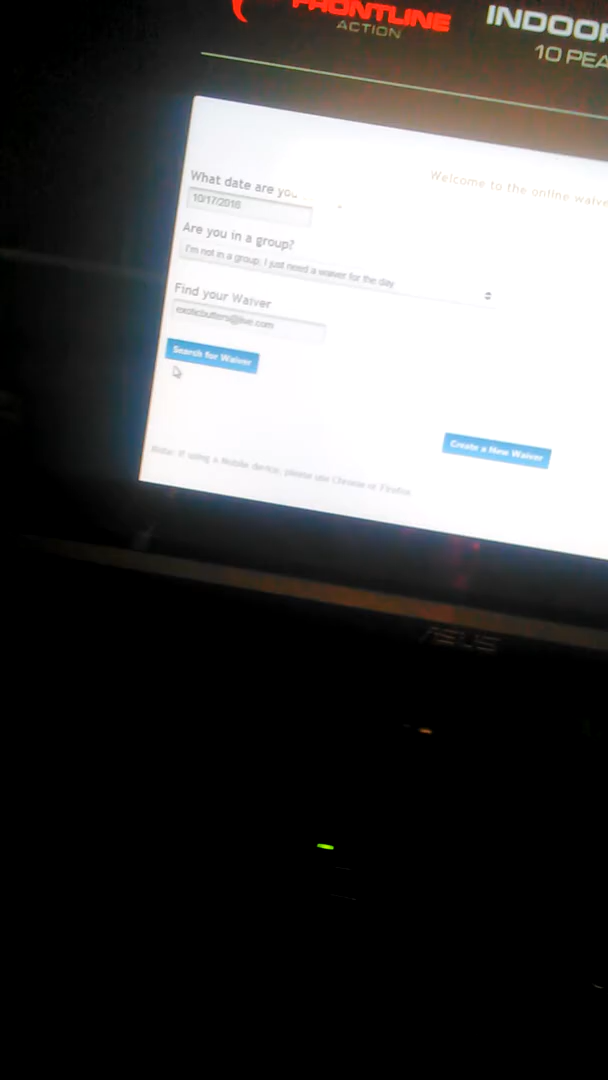 FRONTLINE
ACTION
INDOOR
10 PEA
Welcome to the online waive
What date are you
10/17/2016
Are you in a group?
I'm not in a group, I just need a waiver for the day
Find your Waiver
exoticbutters@live.com
Search for Waiver
Create a New Waiver
Note: If using a Mobile device, please use Chrome or Firefox
ASUS